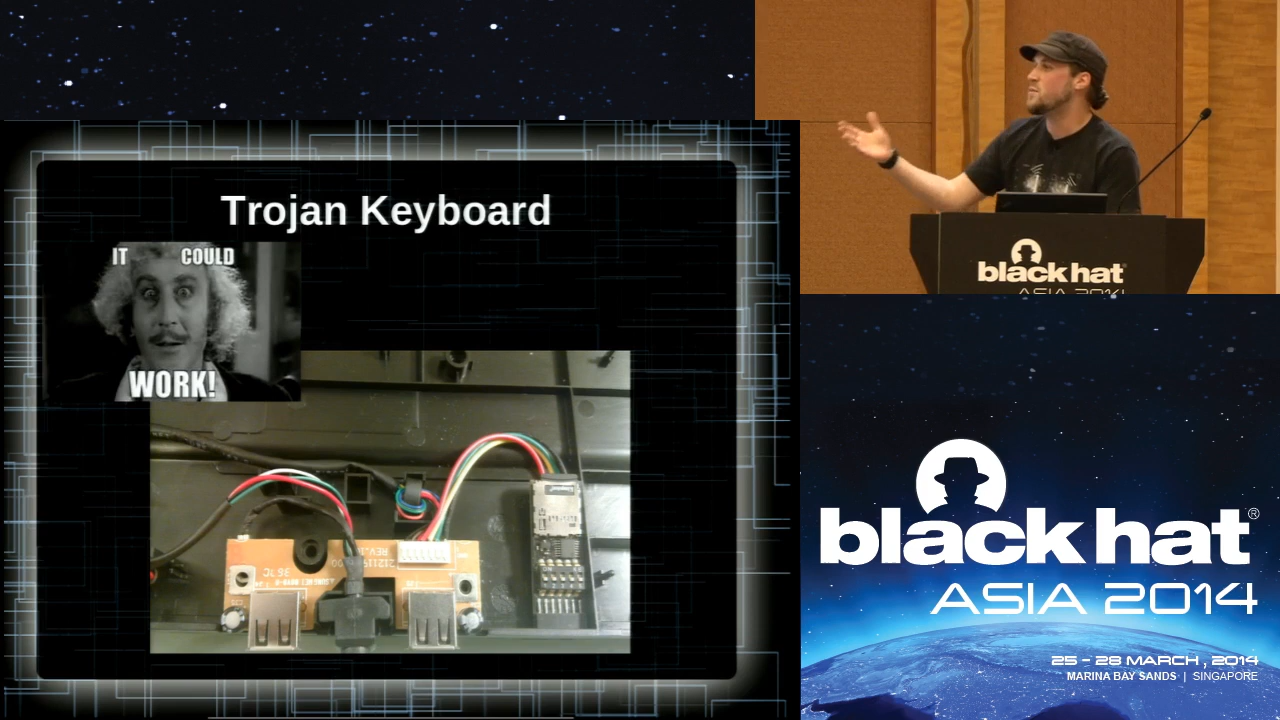 Trojan Keyboard
IT COULD
WORK!
black hat
ASIA 2014
black hat®
ASIA 2014
25 - 28 MARCH, 2014
MARINA BAY SANDS | SINGAPORE